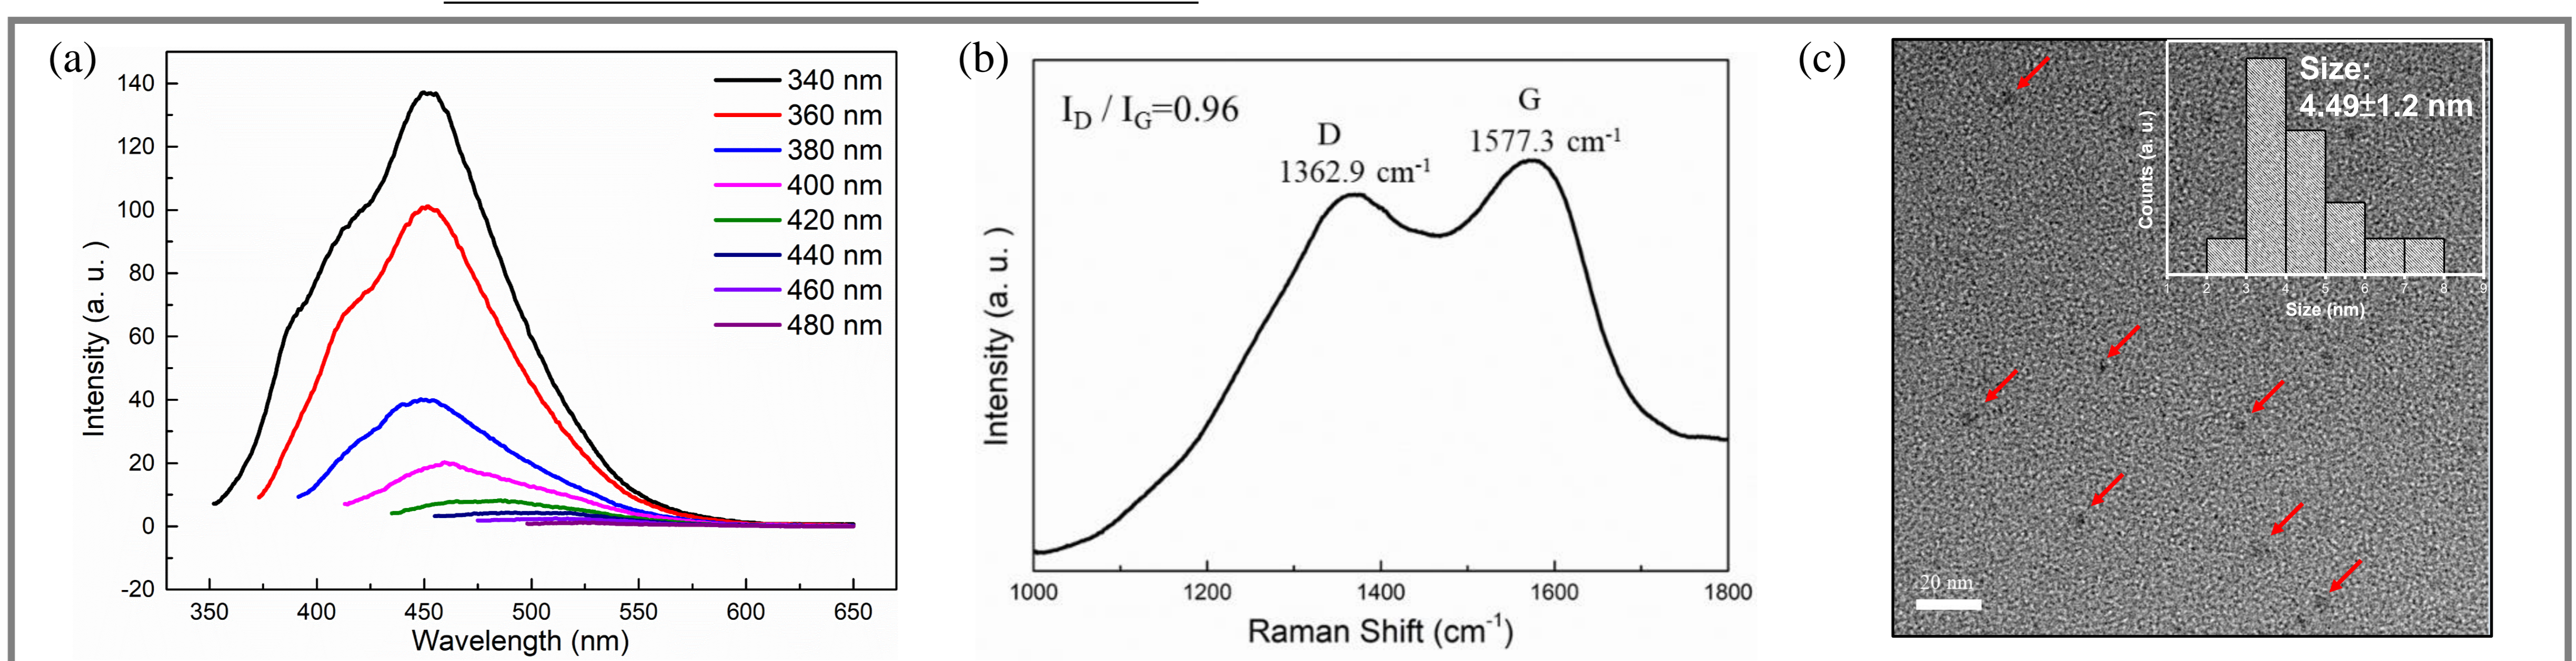 (a)
140
120
100
80
60
40
20
0
-20
350 400 450 500 550 600 650
Intensity (a. u. )
Wavelength (nm)
340 nm
360 nm
380 nm
400 nm
420 nm
440 nm
460 nm
480 nm
(b)
I_D / I_G=0.96
D
1362.9 cm⁻¹
G
1577.3 cm⁻¹
Intensity (a. u. )
1000 1200 1400 1600 1800
Raman Shift (cm⁻¹)
(c)
Size:
4.49±1.2 nm
Counts (a. u.)
1 2 3 4 5 6 7 8 9
Size (nm)
20 nm